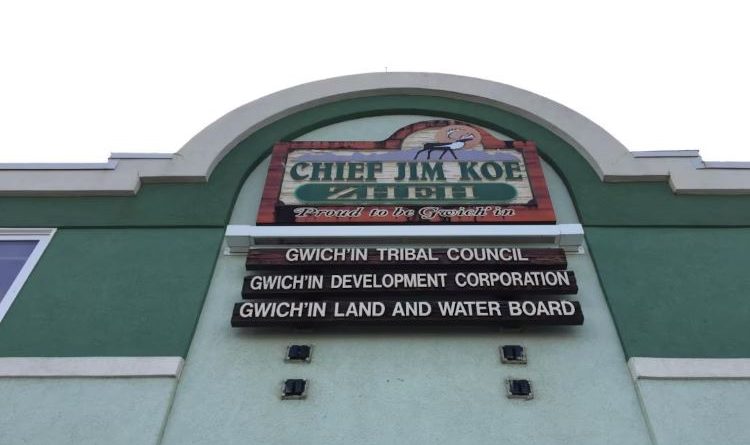 CHIEF JIM KOE
ZHEH
Proud to be Gwich'in
GWICH'IN TRIBAL COUNCIL
GWICH'IN DEVELOPMENT CORPORATION
GWICH'IN LAND AND WATER BOARD